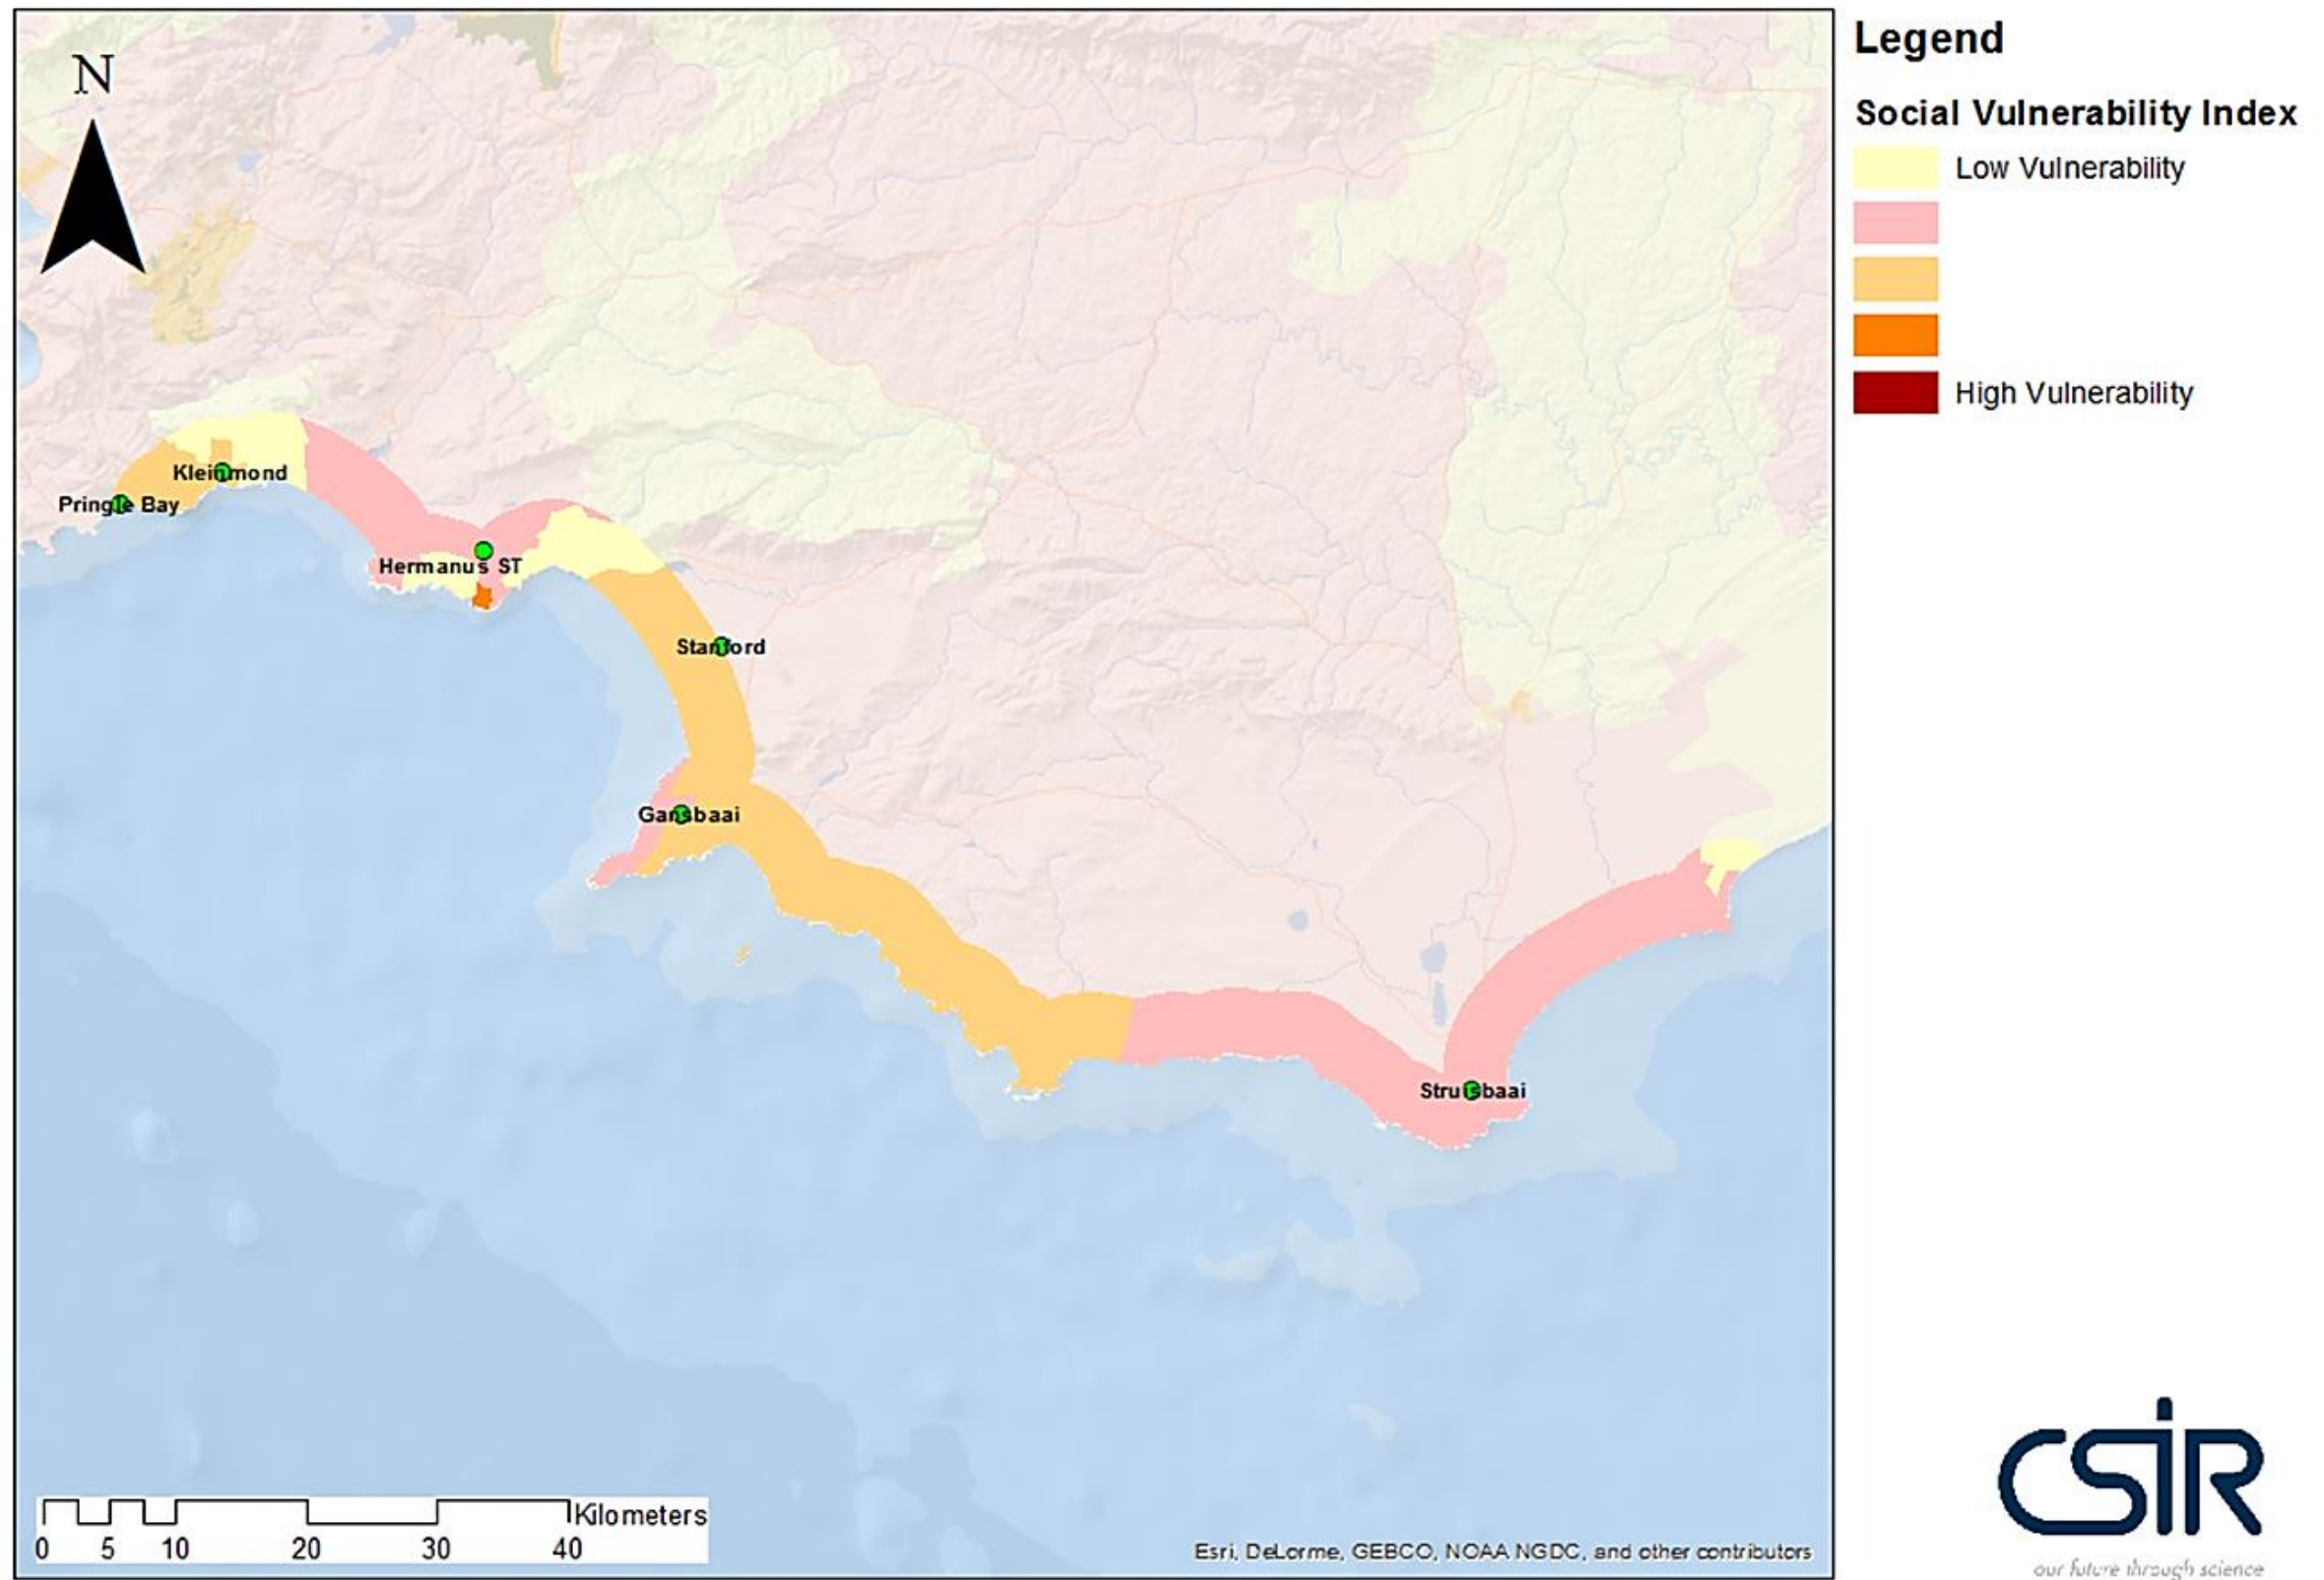 N
Kleinmond
Pringle Bay
Hermanus ST
Stanford
Gansbaai
Struisbaai
Kilometers
0 5 10 20 30 40
Esri, DeLorme, GEBCO, NOAA NGDC, and other contributors
Legend
Social Vulnerability Index
Low Vulnerability
High Vulnerability
CSIR
our future through science